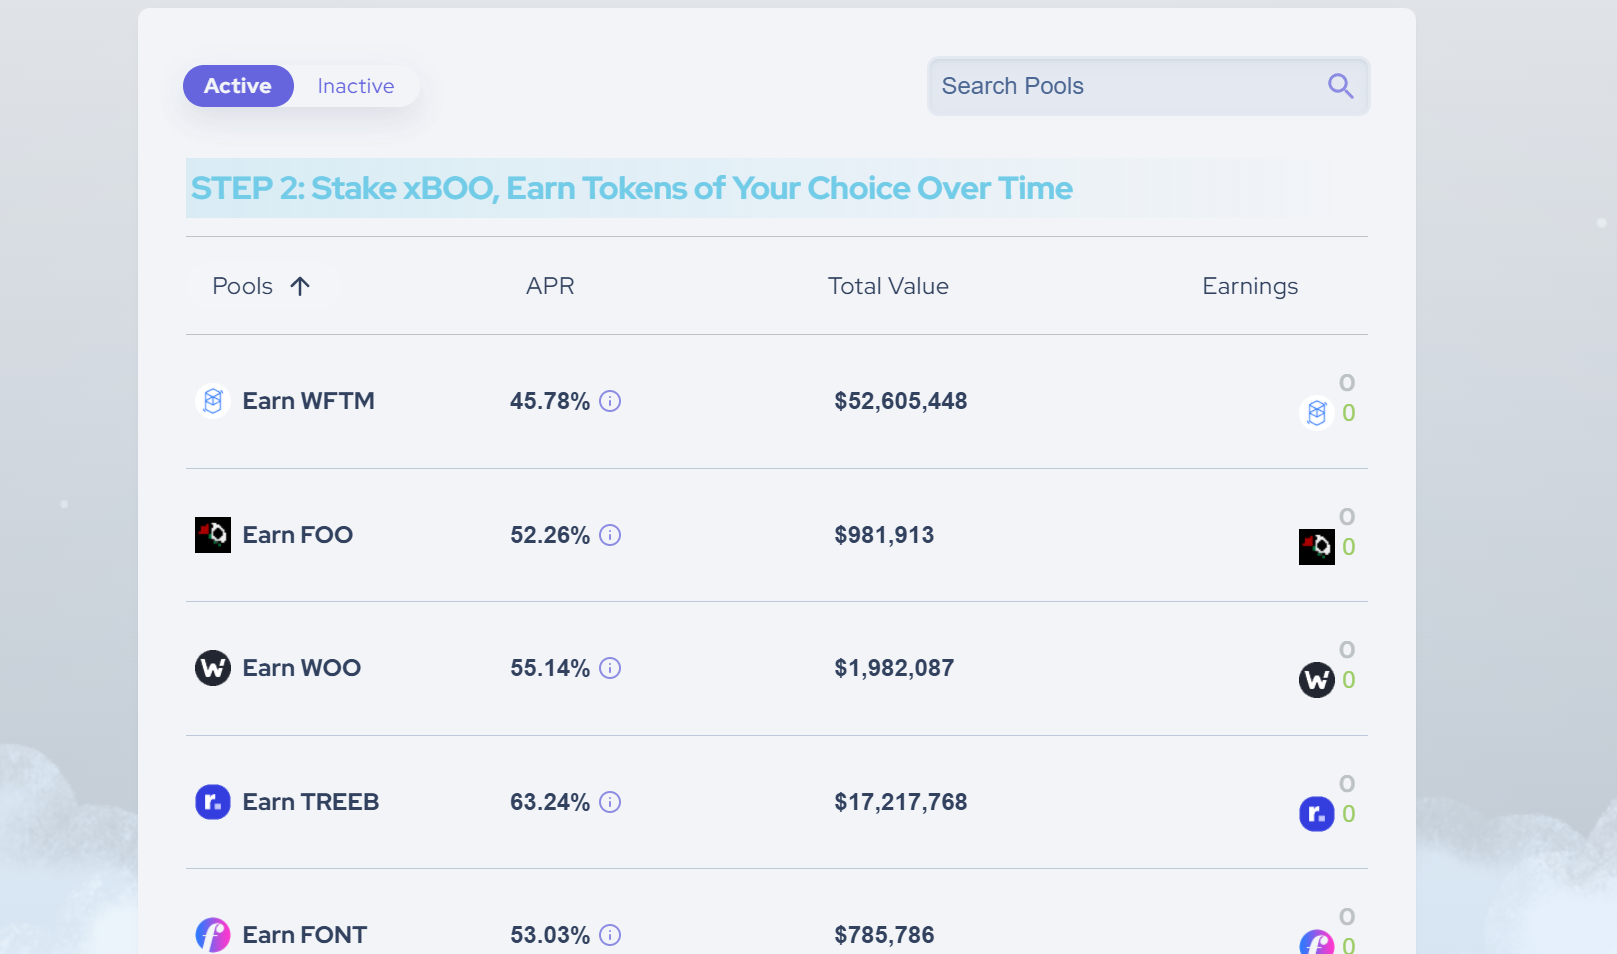 Active Inactive Search Pools
STEP 2: Stake xBOO, Earn Tokens of Your Choice Over Time
Pools APR Total Value Earnings
0
Earn WFTM 45.78% $52,605,448
0
0
Earn FOO 52.26% $981,913
0
0
Earn WOO 55.14% $1,982,087
0
0
Earn TREEB 63.24% $17,217,768
0
0
Earn FONT 53.03% $785,786
0